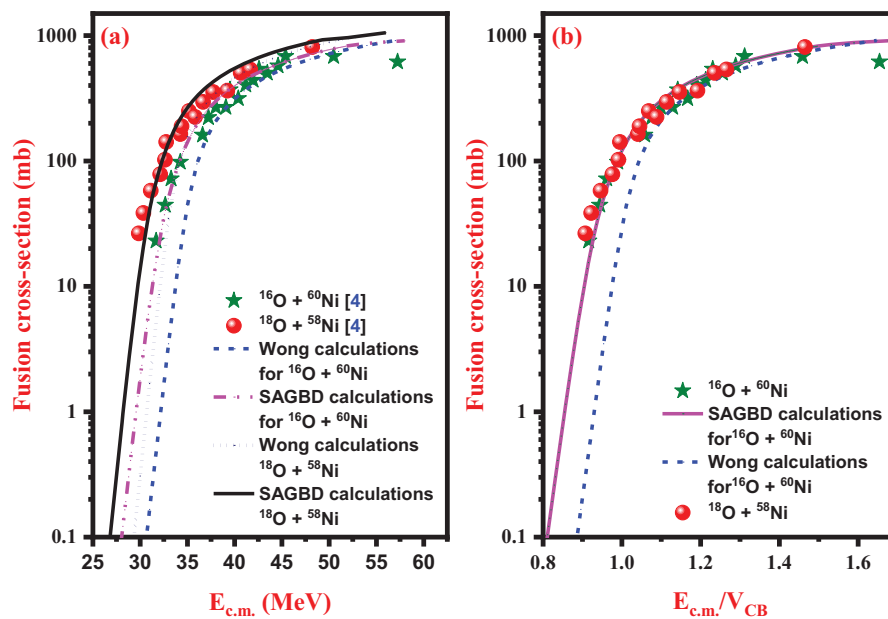 (a)
Fusion cross-section (mb)
1000
100
10
1
0.1
25 30 35 40 45 50 55 60
E_c.m. (MeV)
¹⁶O + ⁶⁰Ni [4]
¹⁸O + ⁵⁸Ni [4]
Wong calculations
for ¹⁶O + ⁶⁰Ni
SAGBD calculations
for ¹⁶O + ⁶⁰Ni
Wong calculations
¹⁸O + ⁵⁸Ni
SAGBD calculations
¹⁸O + ⁵⁸Ni
(b)
Fusion cross-section (mb)
1000
100
10
1
0.1
0.8 1.0 1.2 1.4 1.6
E_c.m./V_CB
¹⁶O + ⁶⁰Ni
SAGBD calculations
for¹⁶O + ⁶⁰Ni
Wong calculations
for¹⁶O + ⁶⁰Ni
¹⁸O + ⁵⁸Ni